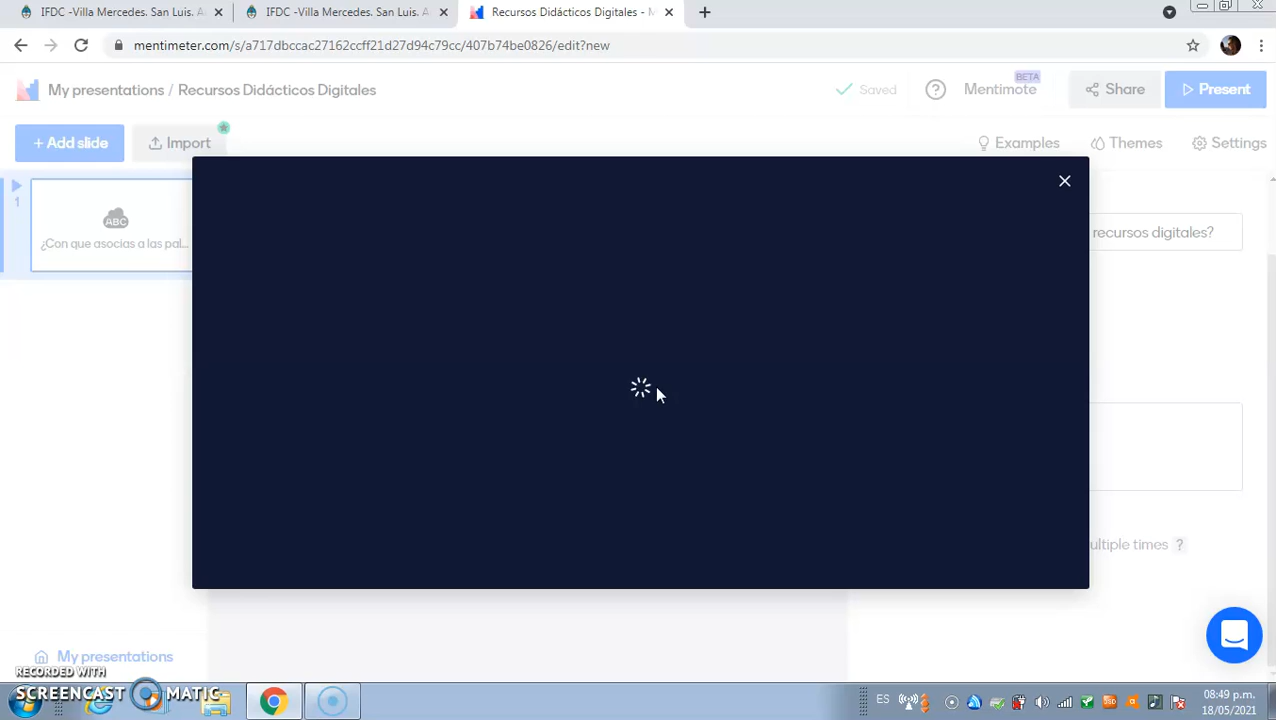 IFDC -Villa Mercedes. San Luis. A
IFDC -Villa Mercedes. San Luis. A
Recursos Didácticos Digitales - M
mentimeter.com/s/a717dbccac27162ccff21d27d94c79cc/407b74be0826/edit?new
My presentations / Recursos Didácticos Digitales
Saved
?
Mentimote
BETA
Share
Present
+ Add slide
Import
Examples
Themes
Settings
1
ABC
¿Con que asocias a las pal...
recursos digitales?
ultiple times ?
My presentations
RECORDED WITH
SCREENCAST MATIC
ES
08:49 p.m.
18/05/2021